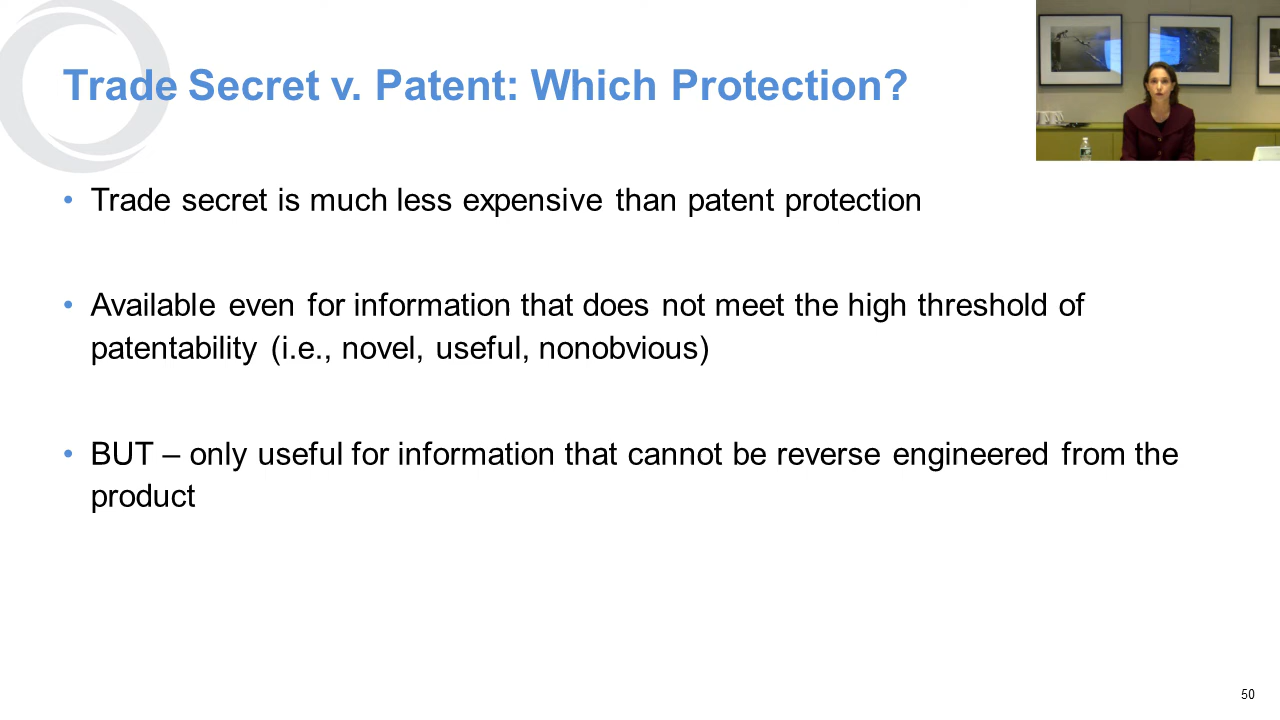 Trade Secret v. Patent: Which Protection?
• Trade secret is much less expensive than patent protection
• Available even for information that does not meet the high threshold of
patentability (i.e., novel, useful, nonobvious)
• BUT – only useful for information that cannot be reverse engineered from the
product
50